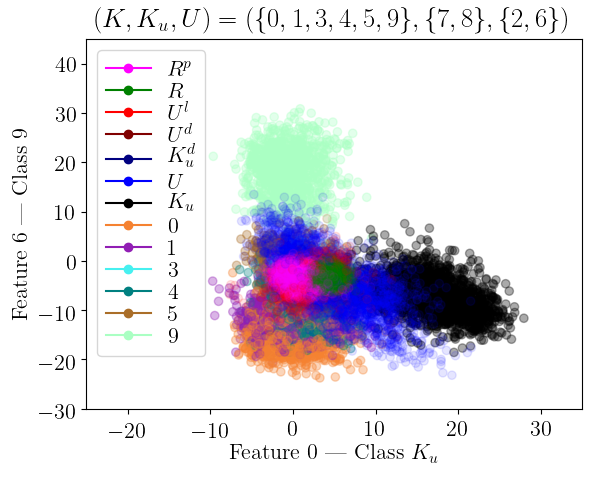 (K, K_u, U) = ({0, 1, 3, 4, 5, 9}, {7, 8}, {2, 6})
R^p
R
U^l
U^d
K_u^d
U
K_u
0
1
3
4
5
9
Feature 6 — Class 9
40
30
20
10
0
−10
−20
−30
−20 −10 0 10 20 30
Feature 0 — Class K_u